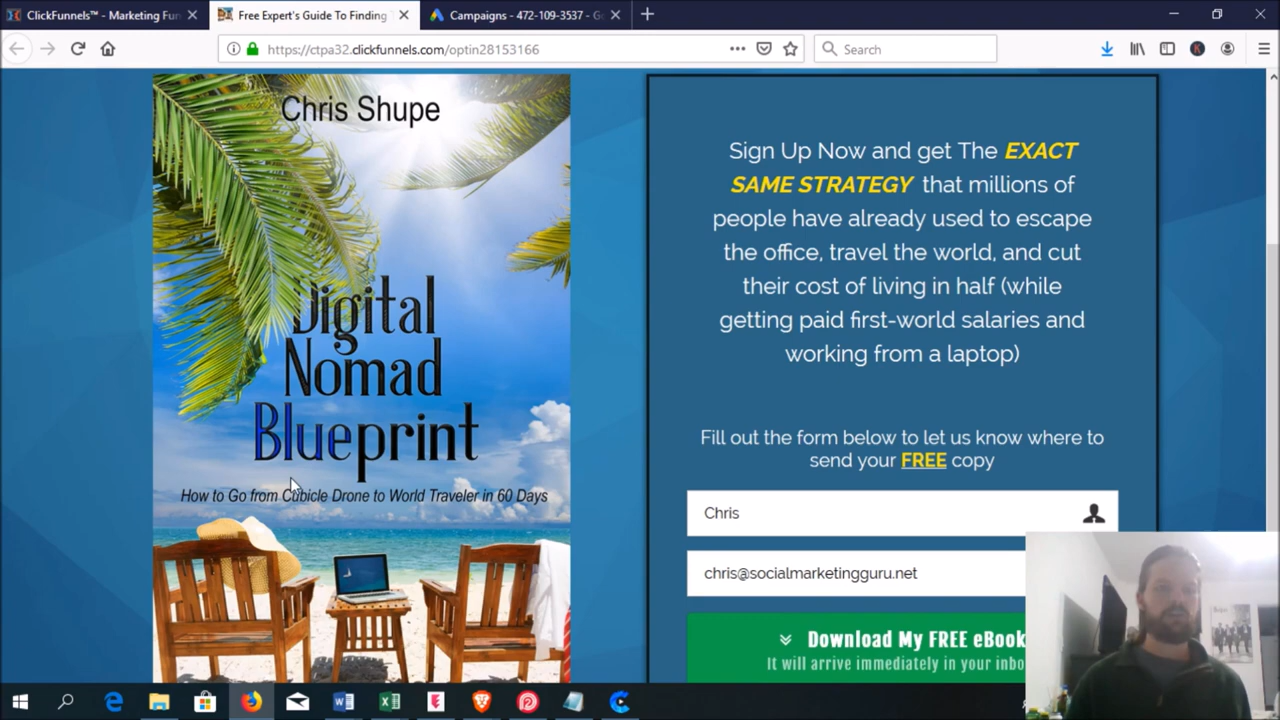 ClickFunnels™ - Marketing Fun
Free Expert's Guide To Finding
Campaigns - 472-109-3537 - Go
https://ctpa32.clickfunnels.com/optin28153166
Search
Chris Shupe
Digital
Nomad
Blueprint
How to Go from Cubicle Drone to World Traveler in 60 Days
Sign Up Now and get The EXACT
SAME STRATEGY that millions of
people have already used to escape
the office, travel the world, and cut
their cost of living in half (while
getting paid first-world salaries and
working from a laptop)
Fill out the form below to let us know where to
send your FREE copy
Chris
chris@socialmarketingguru.net
Download My FREE eBook
It will arrive immediately in your inbo